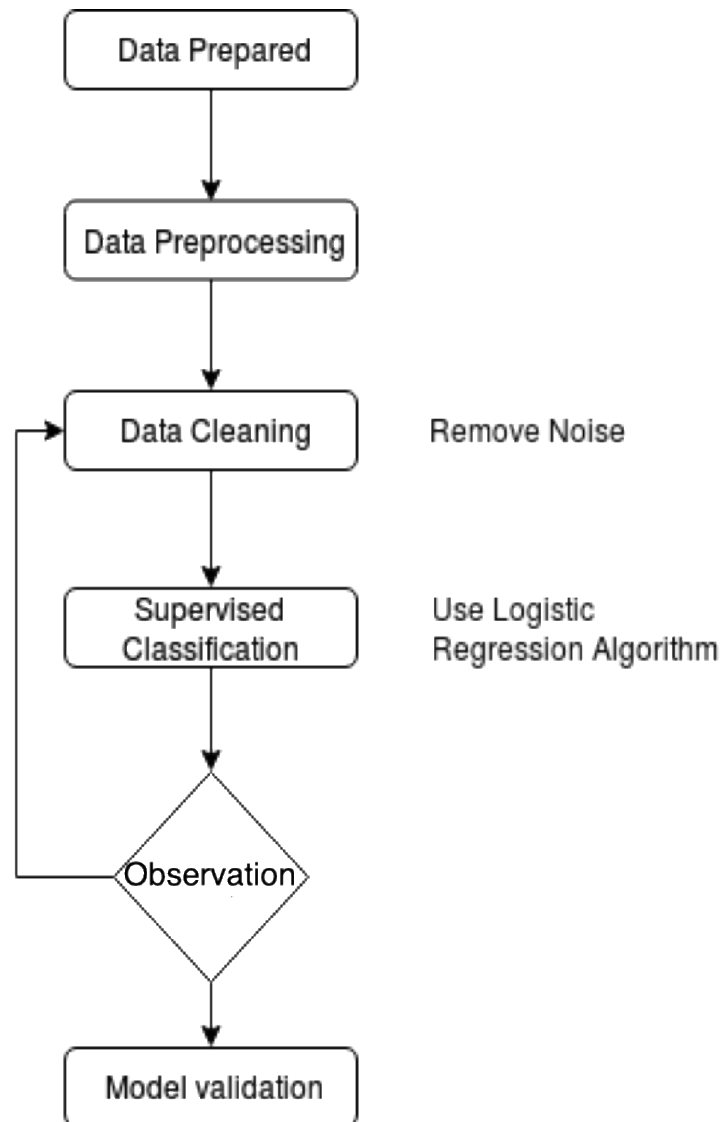 Data Prepared
Data Preprocessing
Data Cleaning
Remove Noise
Supervised
Classification
Use Logistic
Regression Algorithm
Observation
Model validation